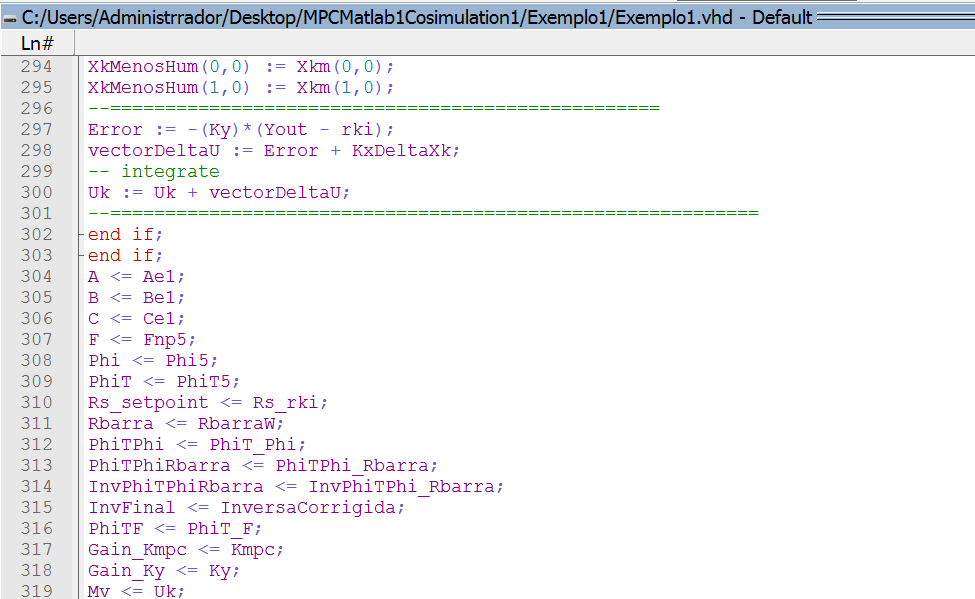 C:/Users/Administrrador/Desktop/MPCMatlab1Cosimulation1/Exemplo1/Exemplo1.vhd - Default
Ln#
294 XkMenosHum(0,0) := Xkm(0,0);
295 XkMenosHum(1,0) := Xkm(1,0);
296 --==================================================
297 Error := -(Ky)*(Yout - rki);
298 vectorDeltaU := Error + KxDeltaXk;
299 -- integrate
300 Uk := Uk + vectorDeltaU;
301 --===========================================================
302 end if;
303 end if;
304 A <= Ae1;
305 B <= Be1;
306 C <= Ce1;
307 F <= Fnp5;
308 Phi <= Phi5;
309 PhiT <= PhiT5;
310 Rs_setpoint <= Rs_rki;
311 Rbarra <= RbarraW;
312 PhiTPhi <= PhiT_Phi;
313 PhiTPhiRbarra <= PhiTPhi_Rbarra;
314 InvPhiTPhiRbarra <= InvPhiTPhi_Rbarra;
315 InvFinal <= InversaCorrigida;
316 PhiTF <= PhiT_F;
317 Gain_Kmpc <= Kmpc;
318 Gain_Ky <= Ky;
319 Mv <= Uk;